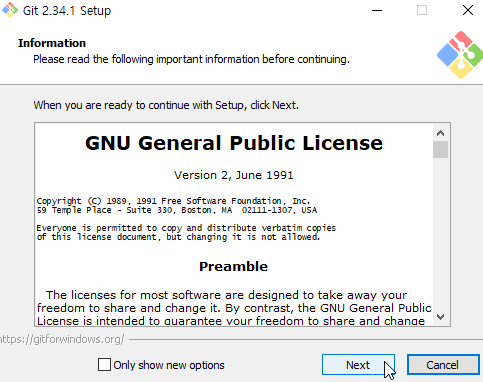 Git 2.34.1 Setup
Information
Please read the following important information before continuing.
When you are ready to continue with Setup, click Next.
GNU General Public License
Version 2, June 1991
Copyright (C) 1989, 1991 Free Software Foundation, Inc.
59 Temple Place - Suite 330, Boston, MA  02111-1307, USA
Everyone is permitted to copy and distribute verbatim copies
of this license document, but changing it is not allowed.
Preamble
The licenses for most software are designed to take away your
freedom to share and change it. By contrast, the GNU General Public
License is intended to guarantee your freedom to share and change
https://gitforwindows.org/
Only show new options
Next
Cancel